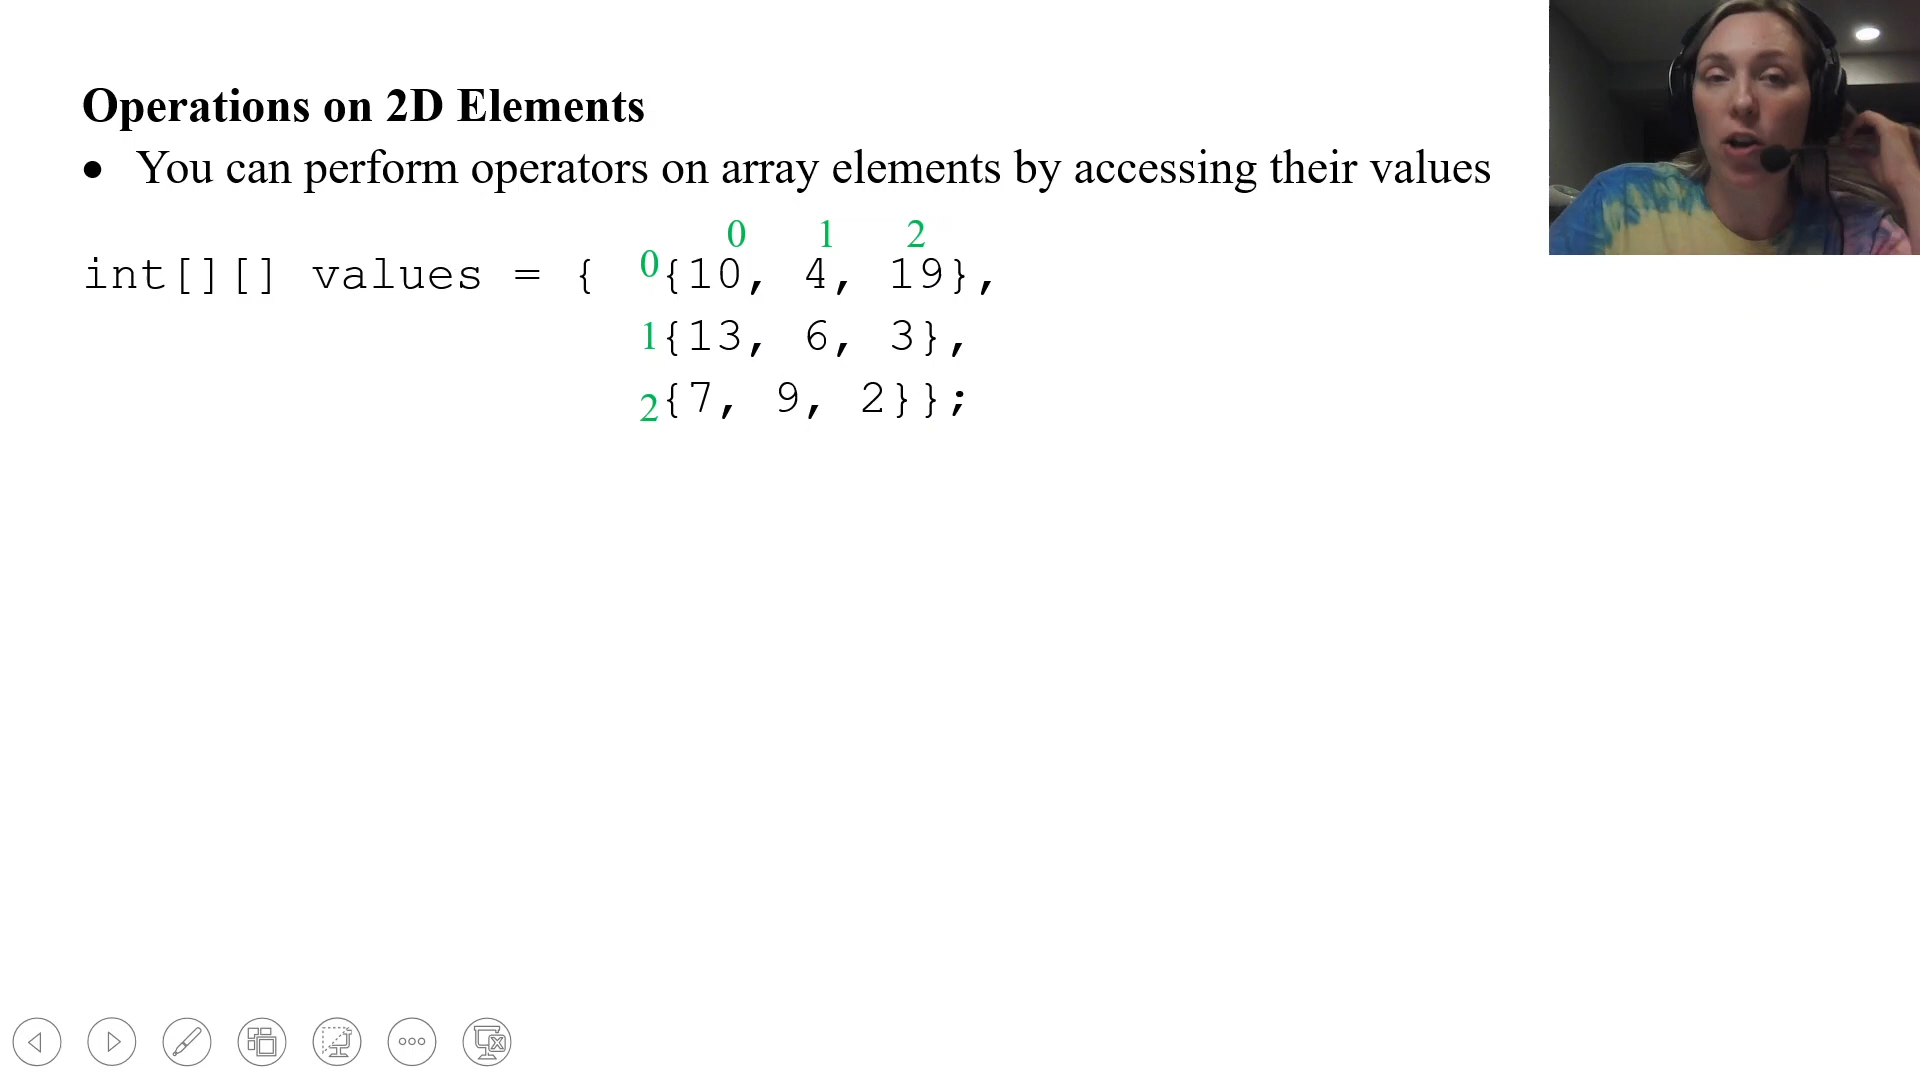 Operations on 2D Elements
• You can perform operators on array elements by accessing their values
0 1 2
int[][] values = { 0 {10, 4, 19},
1 {13, 6, 3},
2 {7, 9, 2}};